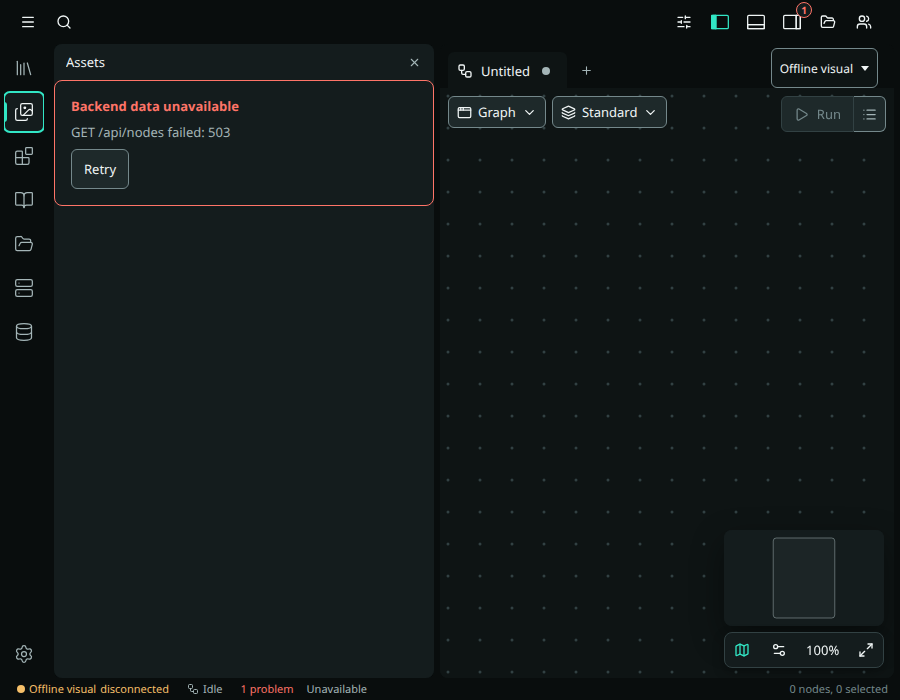 1
Assets
Untitled
Offline visual
Backend data unavailable
GET /api/nodes failed: 503
Retry
Graph
Standard
Run
100%
Offline visual disconnected
Idle
1 problem
Unavailable
0 nodes, 0 selected